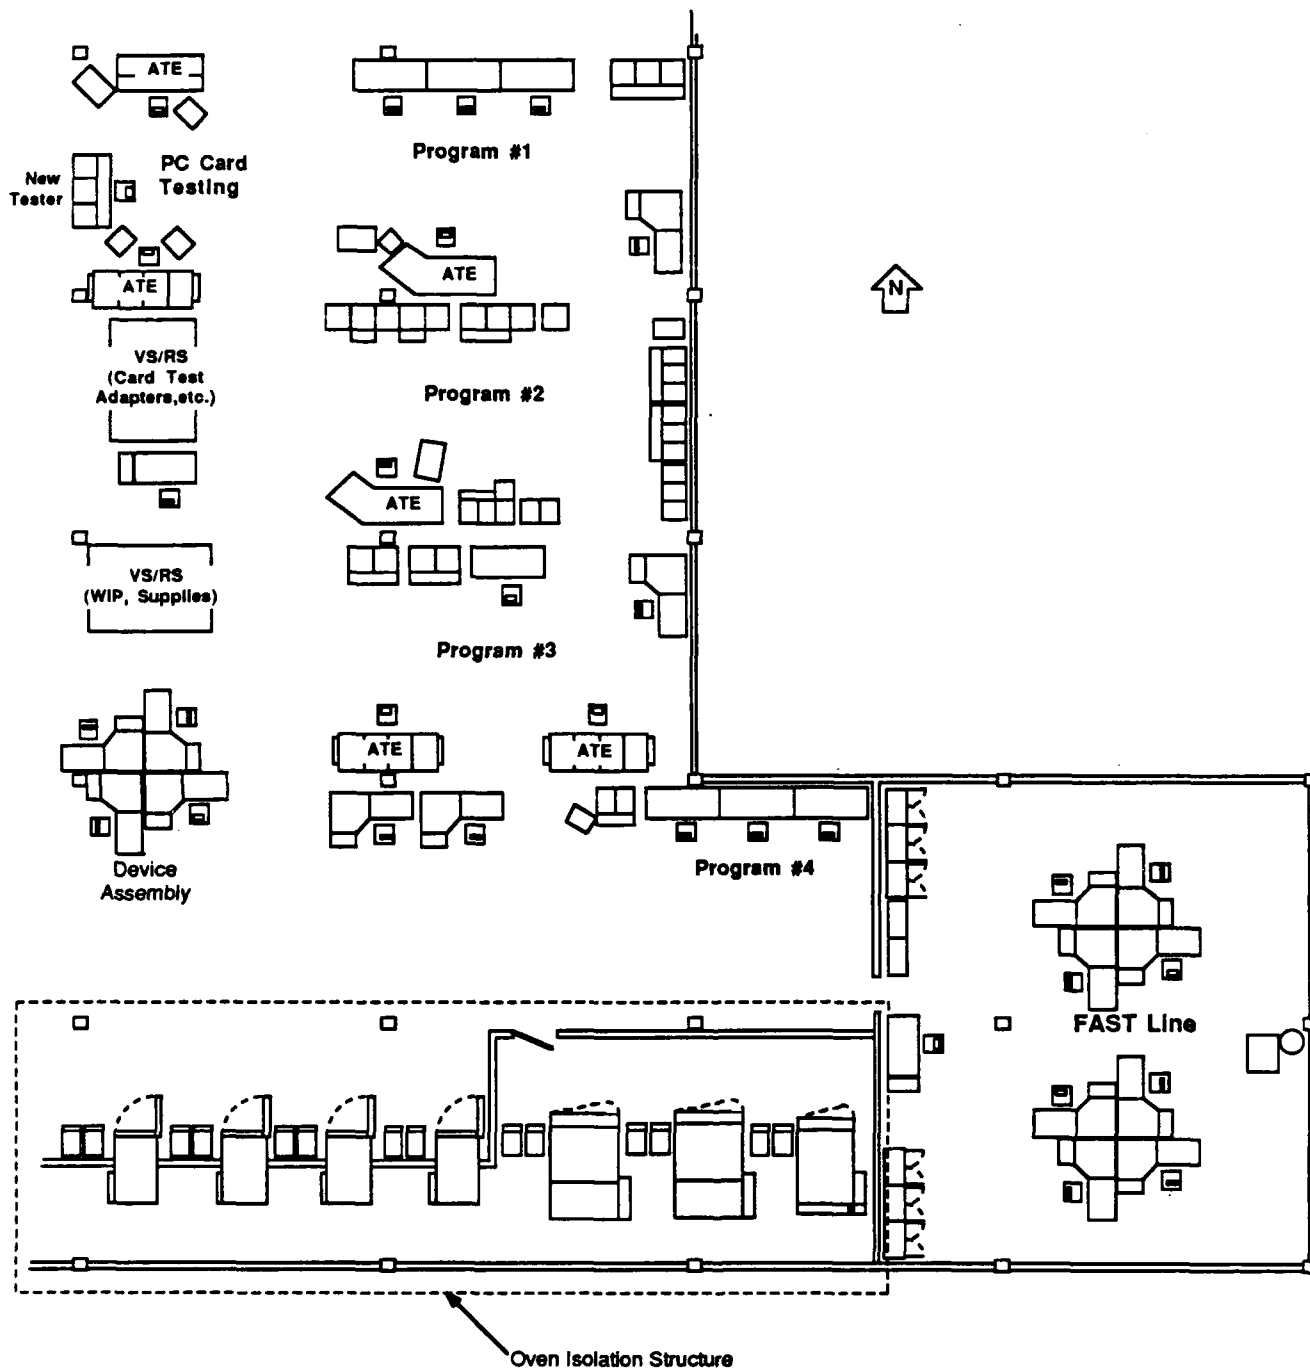 ATE
Program #1
PC Card
Testing
New
Tester
ATE
N
ATE
VS/RS
(Card Test
Adapters,etc.)
Program #2
ATE
VS/RS
(WIP, Supplies)
Program #3
ATE
ATE
Program #4
Device
Assembly
FAST Line
Oven Isolation Structure